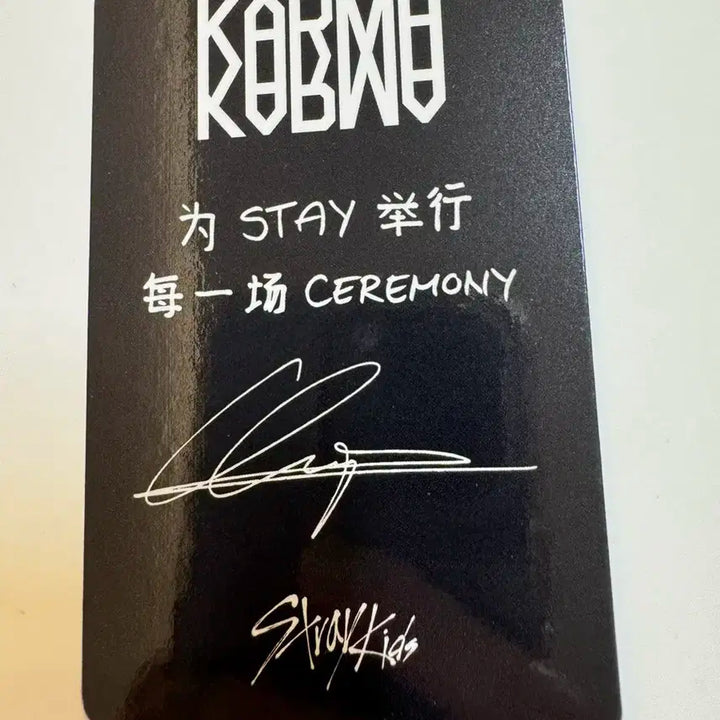 KARMA
为 STAY 举行
每一场 CEREMONY
Stray Kids